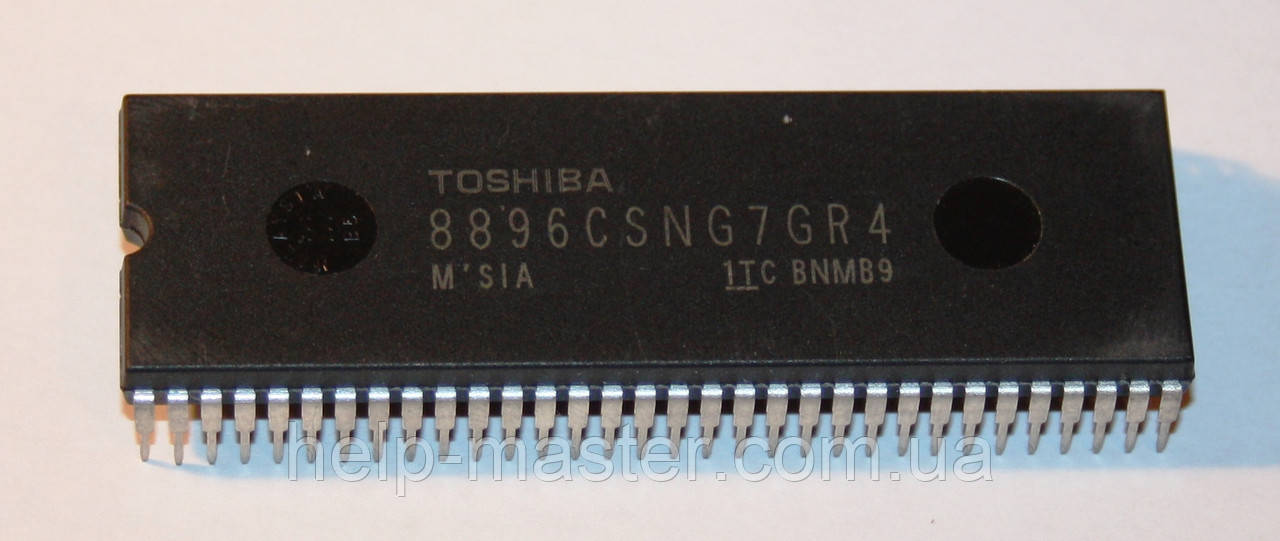 TOSHIBA
8896CSNG7GR4
M'SIA 1TC BNMB9
help-master.com.ua